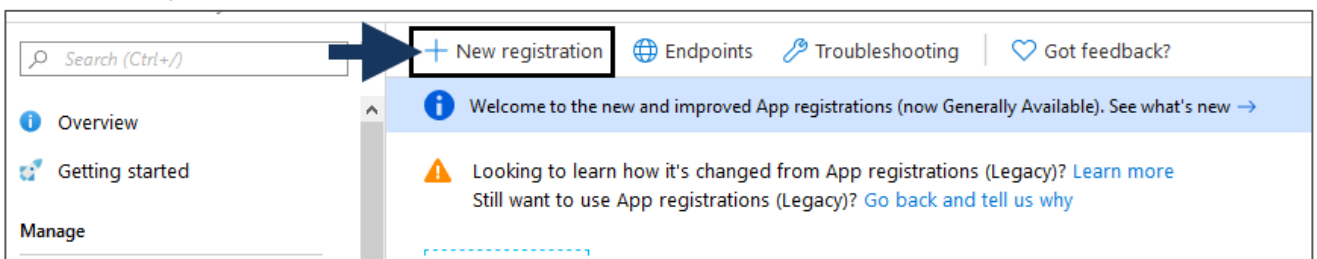 Search (Ctrl+/)
New registration
Endpoints
Troubleshooting
Got feedback?
Welcome to the new and improved App registrations (now Generally Available). See what's new →
Overview
Getting started
Looking to learn how it's changed from App registrations (Legacy)? Learn more
Still want to use App registrations (Legacy)? Go back and tell us why
Manage